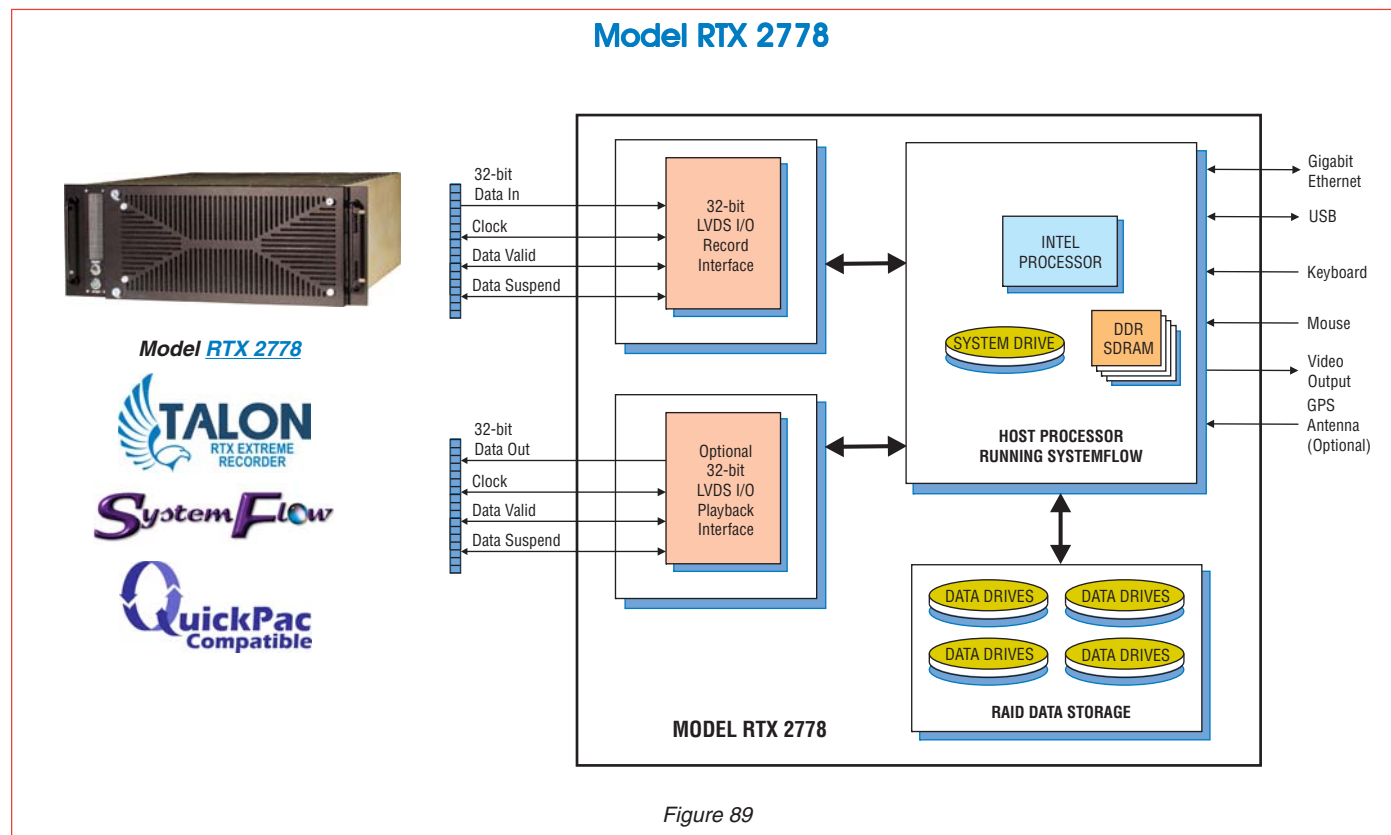 Model RTX 2778
Model RTX 2778
TALON
RTX EXTREME
RECORDER
SystemFlow
QuickPac
Compatible
32-bit
Data In
Clock
Data Valid
Data Suspend
32-bit
LVDS I/O
Record
Interface
32-bit
Data Out
Clock
Data Valid
Data Suspend
Optional
32-bit
LVDS I/O
Playback
Interface
INTEL
PROCESSOR
SYSTEM DRIVE
DDR
SDRAM
HOST PROCESSOR
RUNNING SYSTEMFLOW
Gigabit
Ethernet
USB
Keyboard
Mouse
Video
Output
GPS
Antenna
(Optional)
DATA DRIVES
DATA DRIVES
DATA DRIVES
DATA DRIVES
RAID DATA STORAGE
MODEL RTX 2778
Figure 89